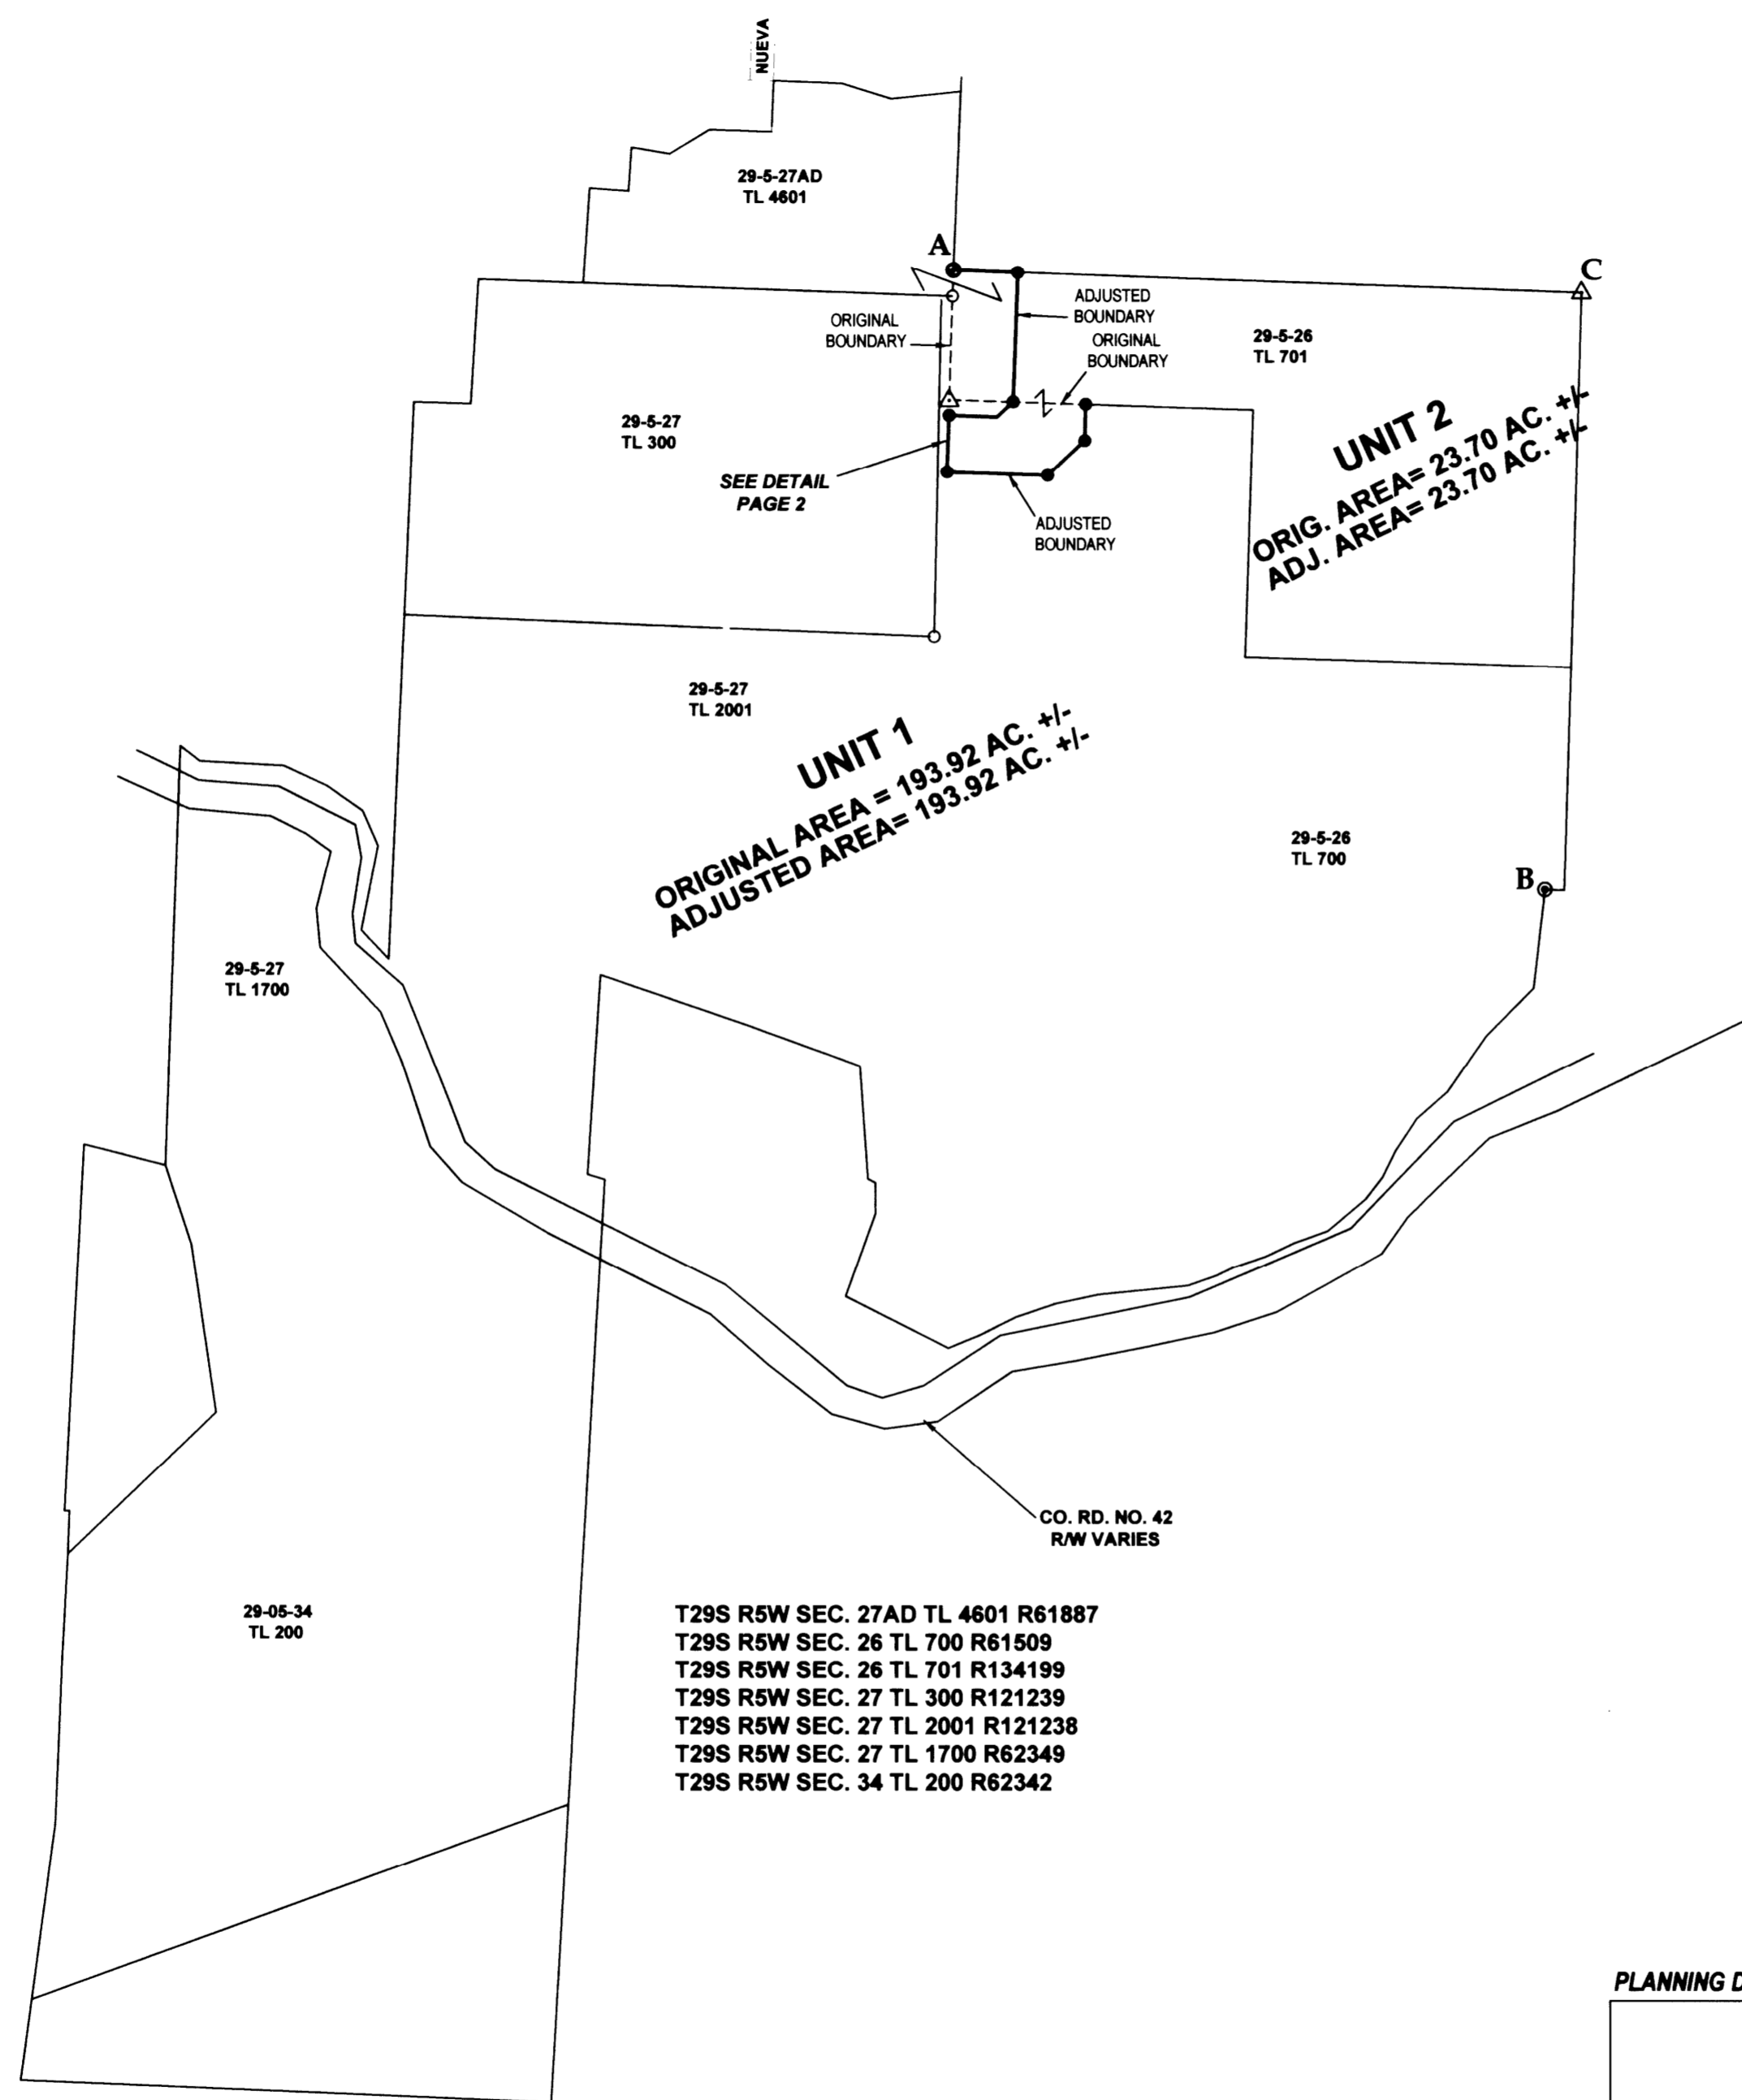 NUEVA
29-5-27AD
TL 4601
A
C
ADJUSTED
BOUNDARY
ORIGINAL
BOUNDARY
ORIGINAL
BOUNDARY
29-5-26
TL 701
29-5-27
TL 300
UNIT 2
ORIG. AREA= 23.70 AC. +/-
ADJ. AREA= 23.70 AC. +/-
SEE DETAIL
PAGE 2
ADJUSTED
BOUNDARY
29-5-27
TL 2001
UNIT 1
ORIGINAL AREA = 193.92 AC. +/-
ADJUSTED AREA= 193.92 AC. +/-
29-5-26
TL 700
B
29-5-27
TL 1700
CO. RD. NO. 42
R/W VARIES
29-05-34
TL 200
T29S R5W SEC. 27AD TL 4601 R61887
T29S R5W SEC. 26 TL 700 R61509
T29S R5W SEC. 26 TL 701 R134199
T29S R5W SEC. 27 TL 300 R121239
T29S R5W SEC. 27 TL 2001 R121238
T29S R5W SEC. 27 TL 1700 R62349
T29S R5W SEC. 34 TL 200 R62342
PLANNING D